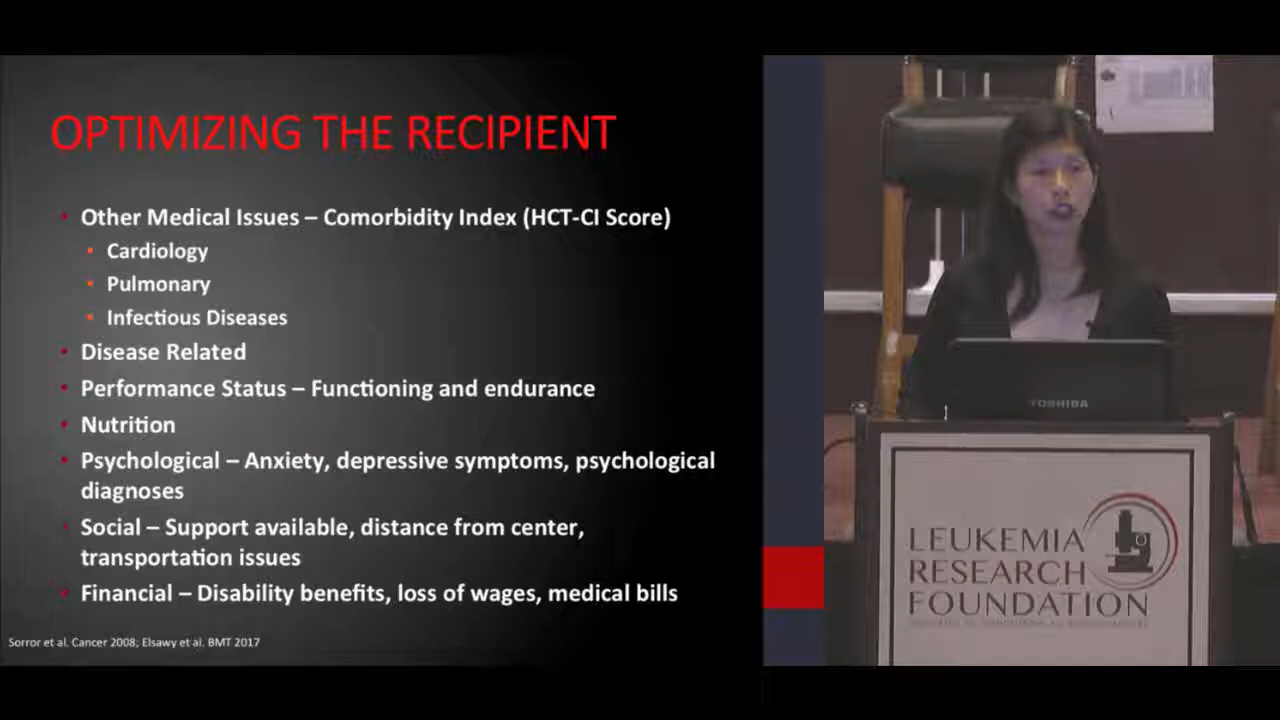 OPTIMIZING THE RECIPIENT
• Other Medical Issues – Comorbidity Index (HCT-CI Score)
• Cardiology
• Pulmonary
• Infectious Diseases
• Disease Related
• Performance Status – Functioning and endurance
• Nutrition
• Psychological – Anxiety, depressive symptoms, psychological
diagnoses
• Social – Support available, distance from center,
transportation issues
• Financial – Disability benefits, loss of wages, medical bills
Sorror et al. Cancer 2008; Elsawy et al. BMT 2017
TOSHIBA
LEUKEMIA
RESEARCH
FOUNDATION